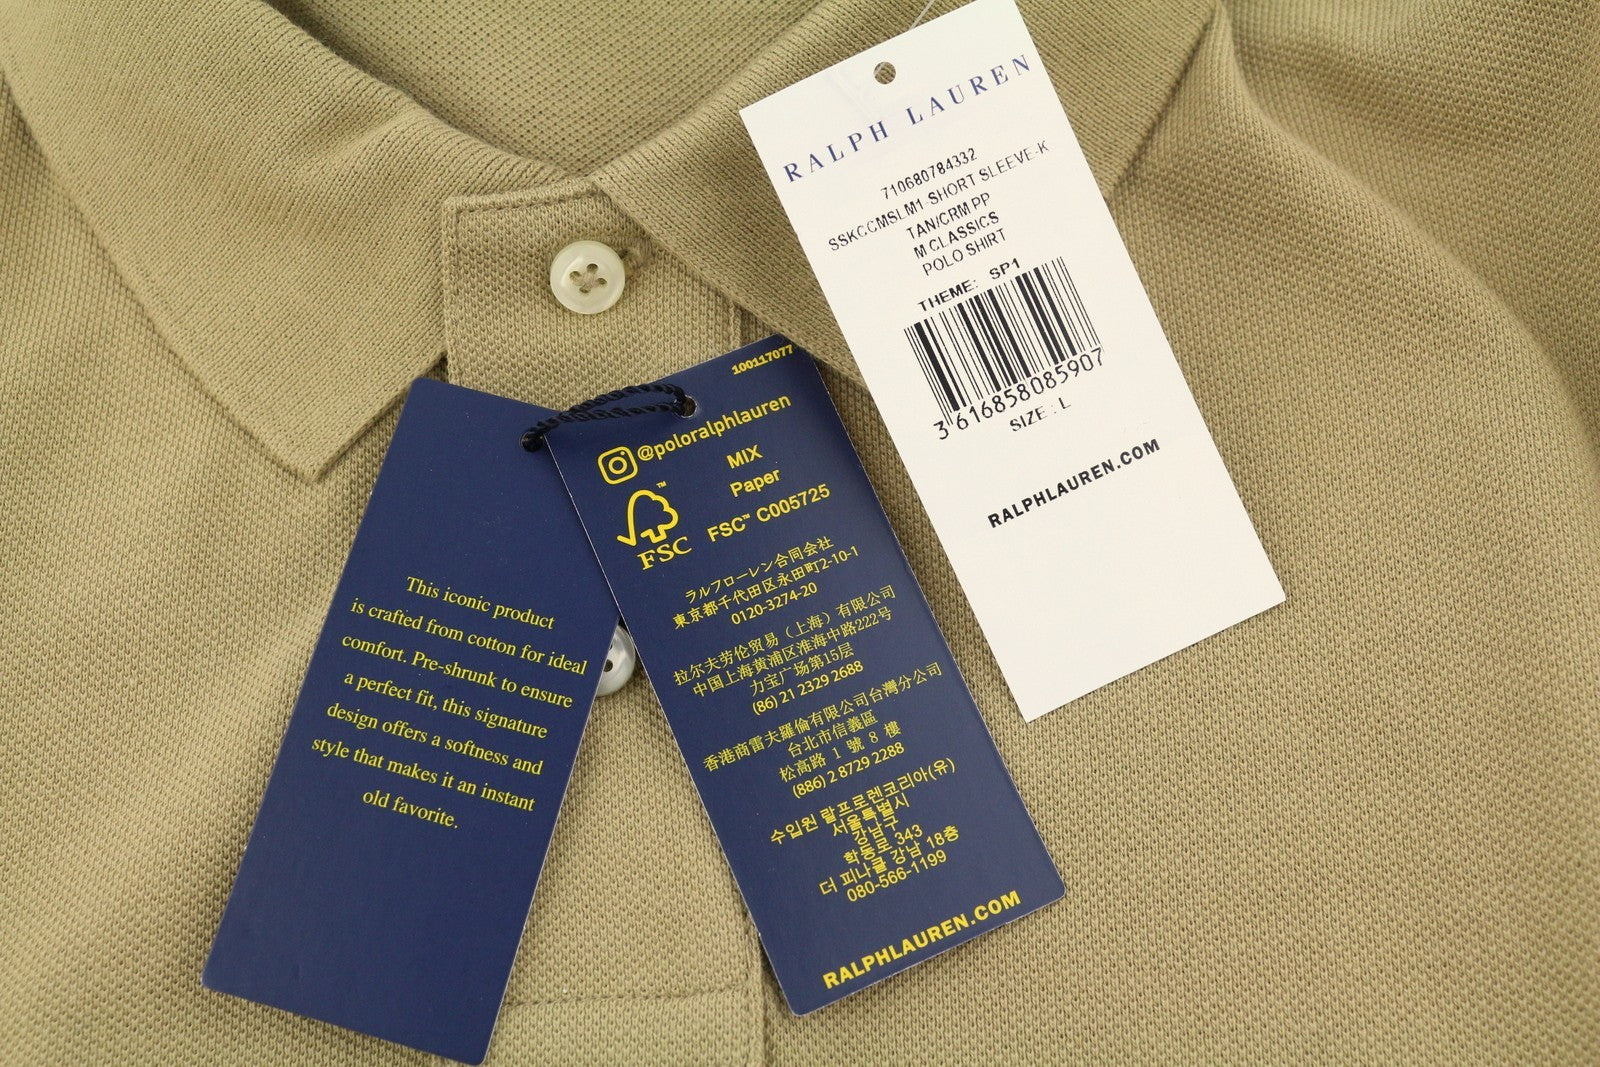 RALPH LAUREN
710680784332
SSKCCMSLM1-SHORT SLEEVE-K
TAN/CRM PP
M CLASSICS
POLO SHIRT
THEME: SP1
3 616858 085907
SIZE : L
RALPHLAUREN.COM
100117077
@poloralphlauren
MIX
Paper
FSC™ C005725
™
FSC
ラルフローレン合同会社
東京都千代田区永田町2-10-1
0120-3274-20
拉尔夫劳伦贸易（上海）有限公司
中国上海黄浦区淮海中路222号
力宝广场第15层
(86) 21 2329 2688
香港商雷夫羅倫有限公司台灣分公司
台北市信義區
松高路 1 號 8 樓
(886) 2 8729 2288
수입원 랄프로렌코리아(유)
서울특별시
강남구
학동로 343
더 피나클 강남 18층
080-566-1199
RALPHLAUREN.COM
This iconic product
is crafted from cotton for ideal
comfort. Pre-shrunk to ensure
a perfect fit, this signature
design offers a softness and
style that makes it an instant
old favorite.